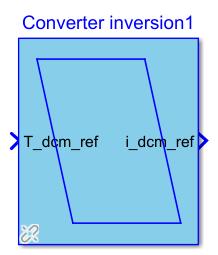 Converter inversion1
T_dcm_ref i_dcm_ref